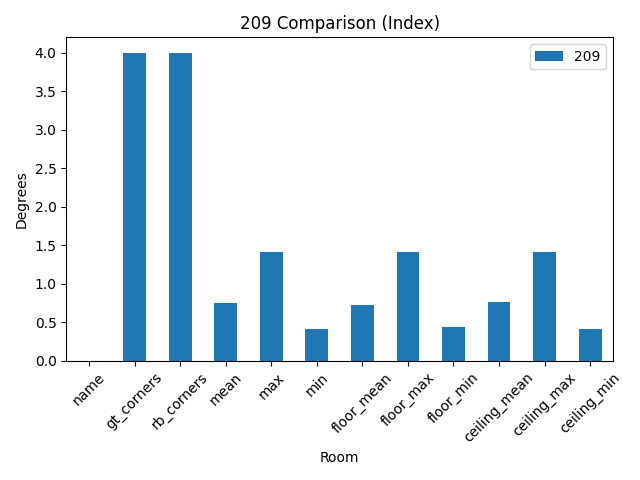 209 Comparison (Index)
209
Degrees
4.0
3.5
3.0
2.5
2.0
1.5
1.0
0.5
0.0
name
gt_corners
rb_corners
mean
max
min
floor_mean
floor_max
floor_min
ceiling_mean
ceiling_max
ceiling_min
Room